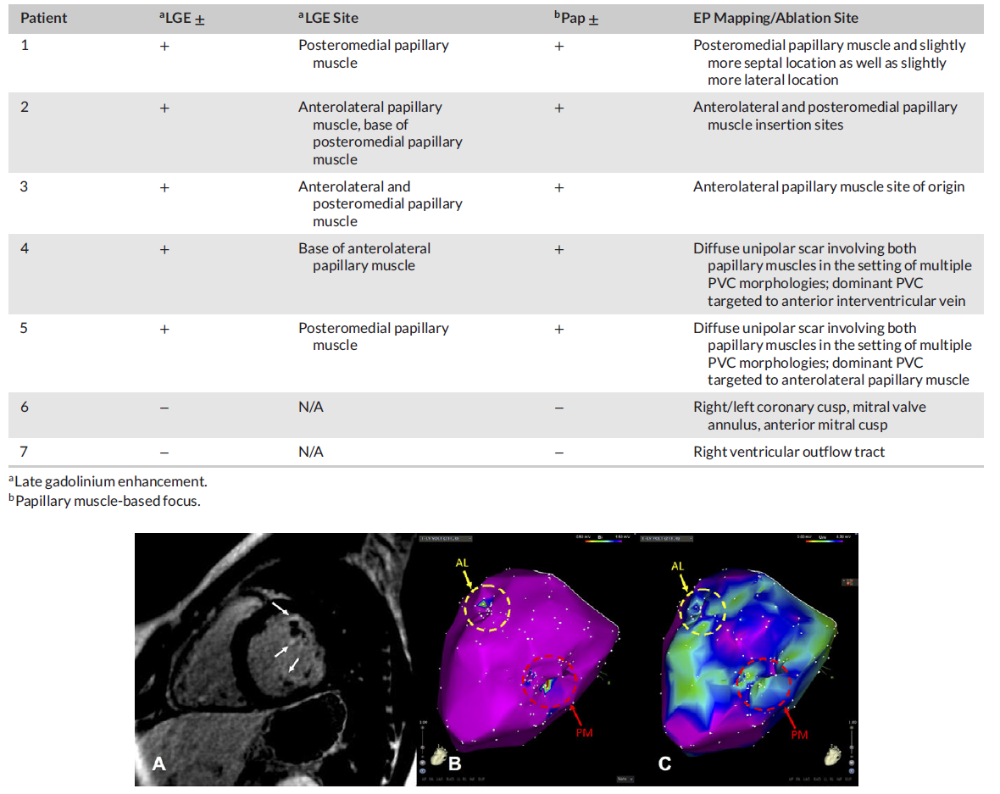 Patient aLGE ± aLGE Site bPap ± EP Mapping/Ablation Site
1 + Posteromedial papillary + Posteromedial papillary muscle and slightly
muscle more septal location as well as slightly
more lateral location
2 + Anterolateral papillary + Anterolateral and posteromedial papillary
muscle, base of muscle insertion sites
posteromedial papillary
muscle
3 + Anterolateral and + Anterolateral papillary muscle site of origin
posteromedial papillary
muscle
4 + Base of anterolateral + Diffuse unipolar scar involving both
papillary muscle papillary muscles in the setting of multiple
PVC morphologies; dominant PVC
targeted to anterior interventricular vein
5 + Posteromedial papillary + Diffuse unipolar scar involving both
muscle papillary muscles in the setting of multiple
PVC morphologies; dominant PVC
targeted to anterolateral papillary muscle
6 − N/A − Right/left coronary cusp, mitral valve
annulus, anterior mitral cusp
7 − N/A − Right ventricular outflow tract
aLate gadolinium enhancement.
bPapillary muscle-based focus.
AL AL
PM PM
A B C